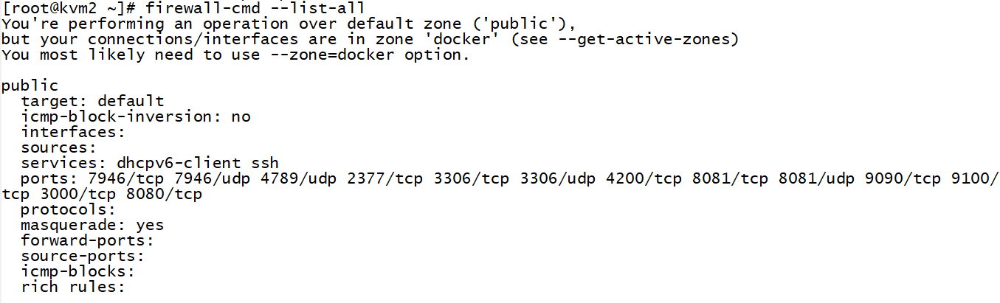 [root@kvm2 ~]# firewall-cmd --list-all
You're performing an operation over default zone ('public'),
but your connections/interfaces are in zone 'docker' (see --get-active-zones)
You most likely need to use --zone=docker option.

public
  target: default
  icmp-block-inversion: no
  interfaces:
  sources:
  services: dhcpv6-client ssh
  ports: 7946/tcp 7946/udp 4789/udp 2377/tcp 3306/tcp 3306/udp 4200/tcp 8081/tcp 8081/udp 9090/tcp 9100/
tcp 3000/tcp 8080/tcp
  protocols:
  masquerade: yes
  forward-ports:
  source-ports:
  icmp-blocks:
  rich rules: